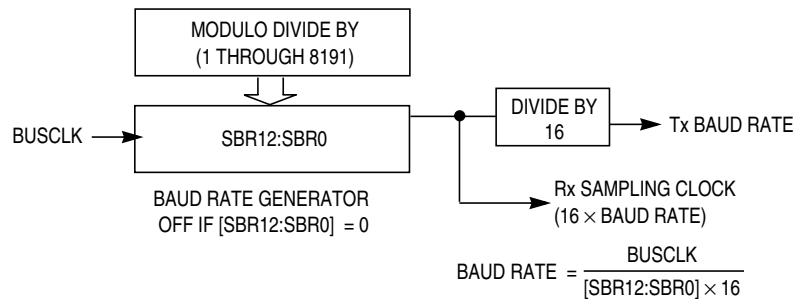 MODULO DIVIDE BY
(1 THROUGH 8191)
BUSCLK
SBR12:SBR0
DIVIDE BY
16
Tx BAUD RATE
BAUD RATE GENERATOR
OFF IF [SBR12:SBR0] = 0
Rx SAMPLING CLOCK
(16 × BAUD RATE)
BAUD RATE =
BUSCLK
[SBR12:SBR0] × 16